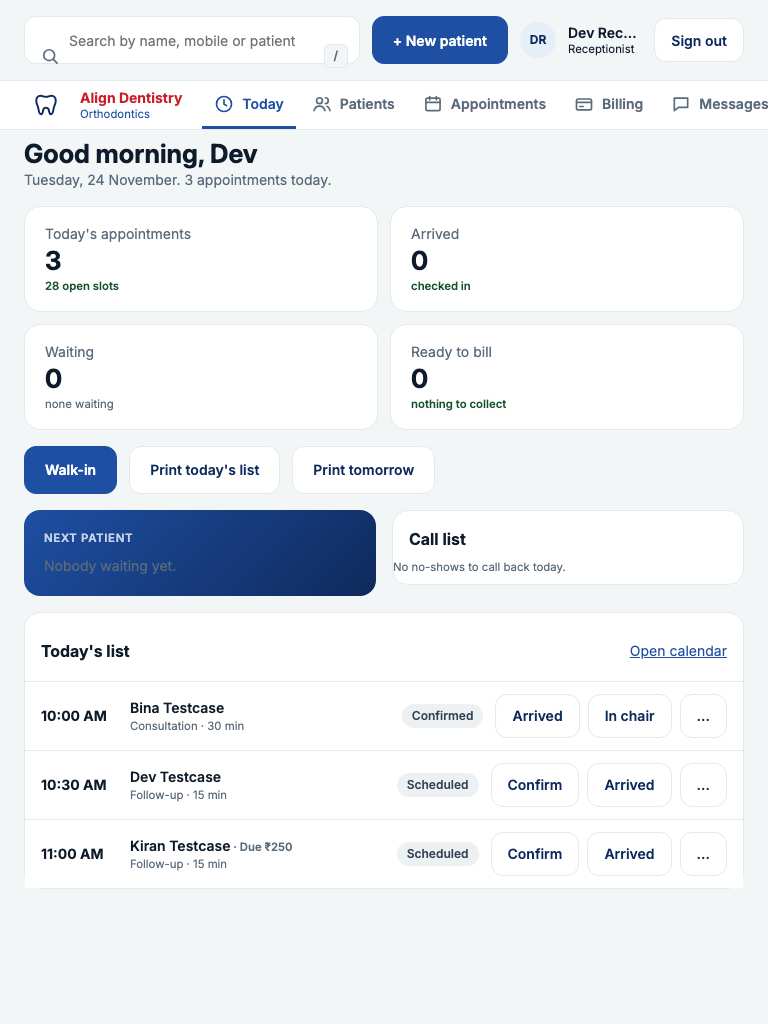 Search by name, mobile or patient
/
+ New patient
DR
Dev Rec...
Receptionist
Sign out
Align Dentistry
Orthodontics
Today
Patients
Appointments
Billing
Messages
Good morning, Dev
Tuesday, 24 November. 3 appointments today.
Today's appointments
3
28 open slots
Arrived
0
checked in
Waiting
0
none waiting
Ready to bill
0
nothing to collect
Walk-in
Print today's list
Print tomorrow
NEXT PATIENT
Nobody waiting yet.
Call list
No no-shows to call back today.
Today's list
Open calendar
10:00 AM
Bina Testcase
Consultation · 30 min
Confirmed
Arrived
In chair
...
10:30 AM
Dev Testcase
Follow-up · 15 min
Scheduled
Confirm
Arrived
...
11:00 AM
Kiran Testcase · Due ₹250
Follow-up · 15 min
Scheduled
Confirm
Arrived
...